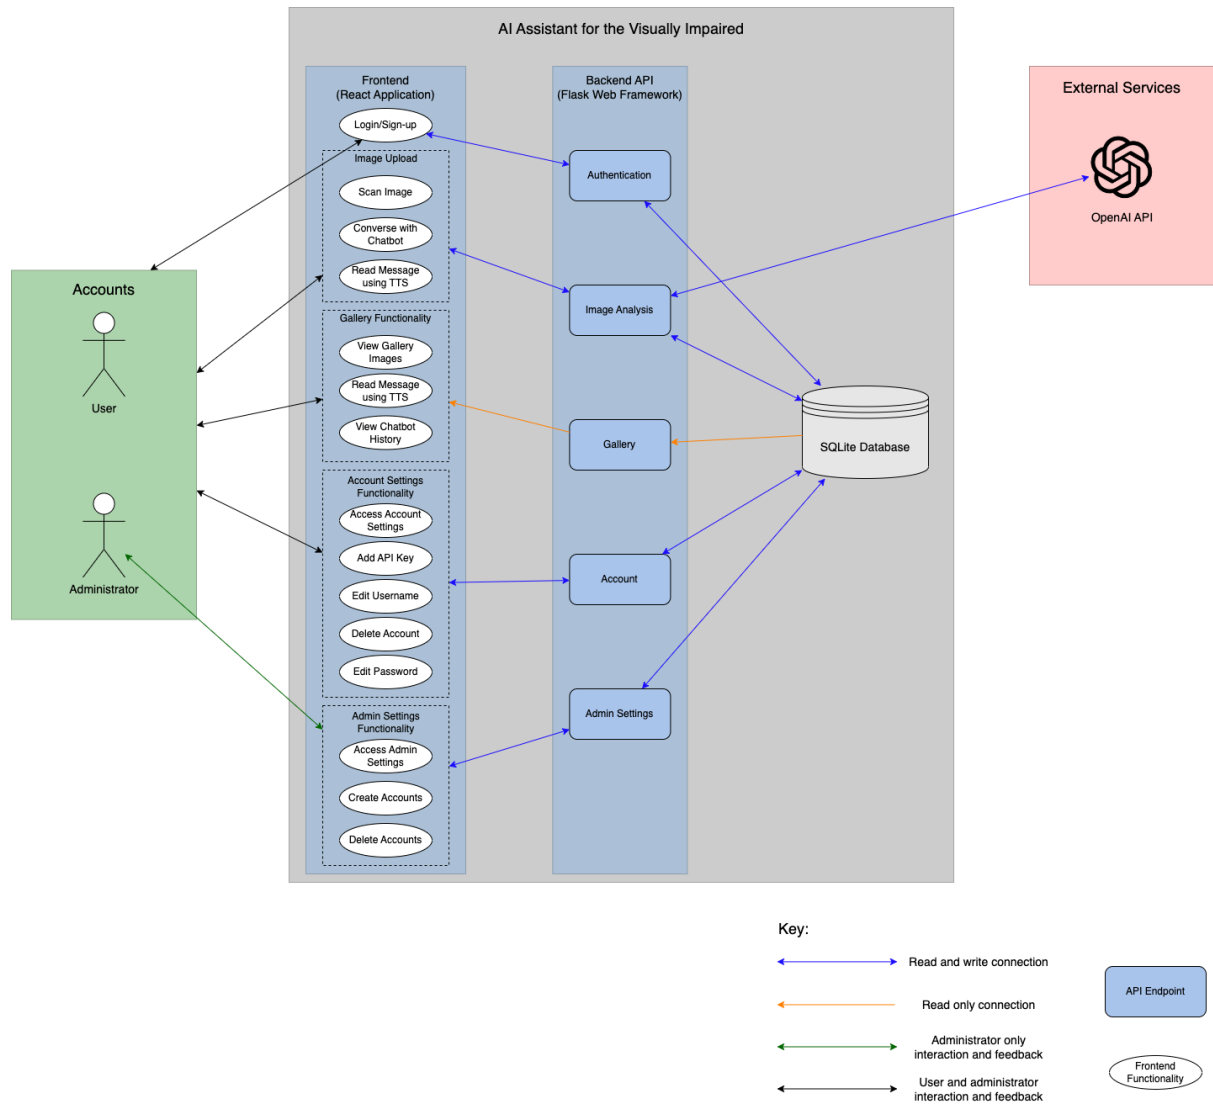 AI Assistant for the Visually Impaired
Frontend
(React Application)
Backend API
(Flask Web Framework)
External Services
OpenAI API
Accounts
User
Administrator
Login/Sign-up
Image Upload
Scan Image
Converse with
Chatbot
Read Message
using TTS
Gallery Functionality
View Gallery
Images
Read Message
using TTS
View Chatbot
History
Account Settings
Functionality
Access Account
Settings
Add API Key
Edit Username
Delete Account
Edit Password
Admin Settings
Functionality
Access Admin
Settings
Create Accounts
Delete Accounts
Authentication
Image Analysis
Gallery
Account
Admin Settings
SQLite Database
Key:
Read and write connection
Read only connection
Administrator only
interaction and feedback
User and administrator
interaction and feedback
API Endpoint
Frontend
Functionality